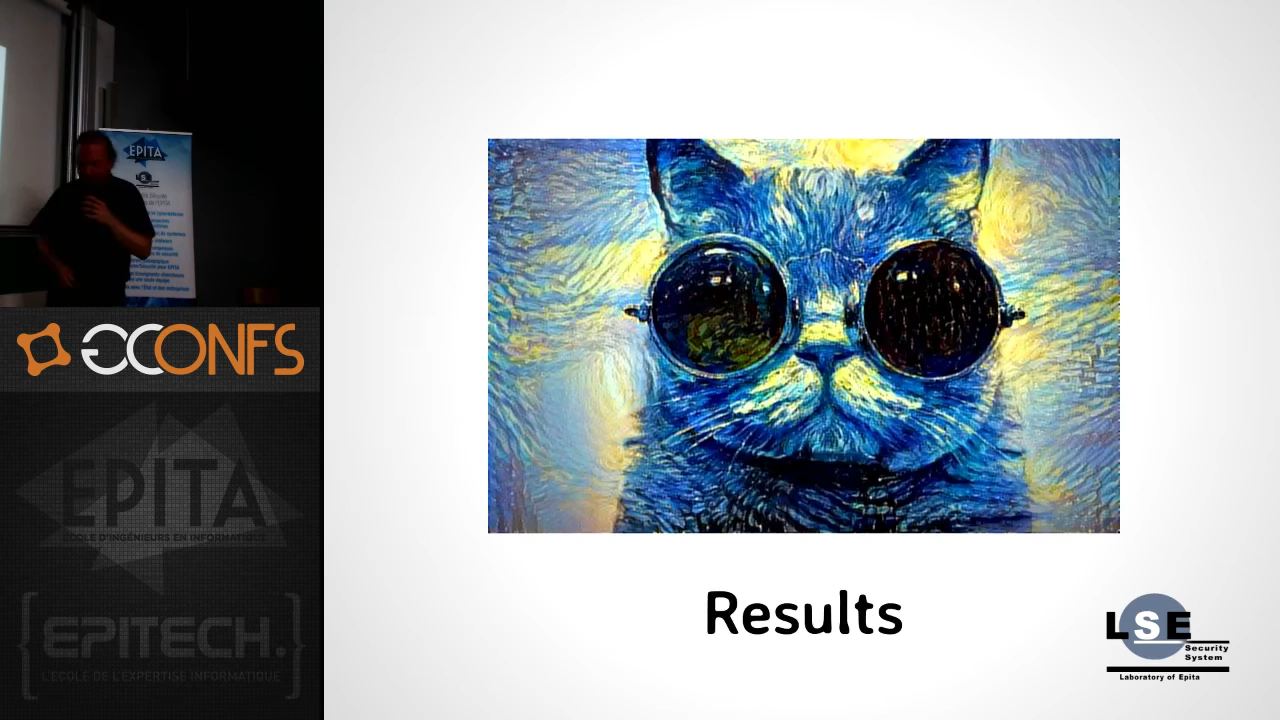 EPITA
GCONFS
EPITA
ÉCOLE D'INGÉNIEURS EN INFORMATIQUE
{EPITECH.}
L'ÉCOLE DE L'EXPERTISE INFORMATIQUE
Results
LSE
Security
System
Laboratory of Epita